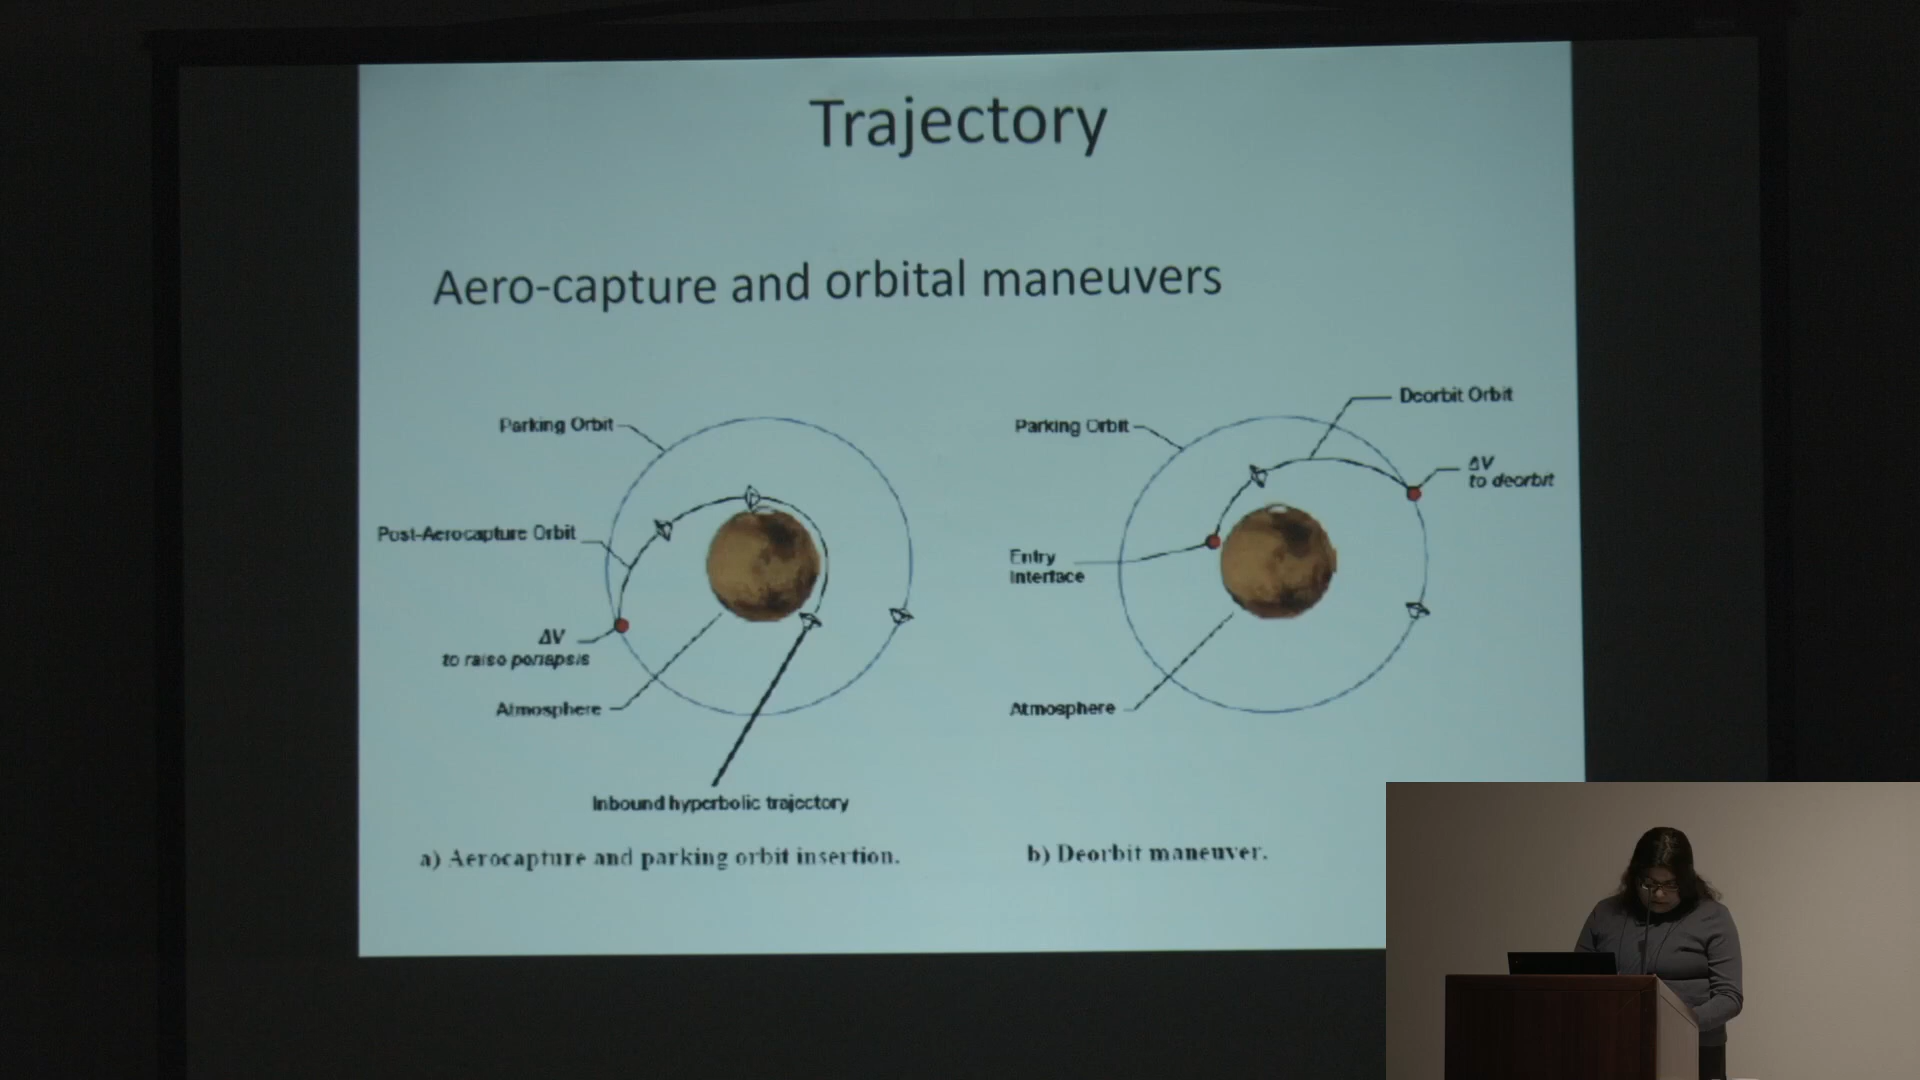 Trajectory
Aero-capture and orbital maneuvers
Parking Orbit
Post-Aerocapture Orbit
ΔV
to raise periapsis
Atmosphere
Inbound hyperbolic trajectory
a) Aerocapture and parking orbit insertion.
Deorbit Orbit
Parking Orbit
ΔV
to deorbit
Entry
Interface
Atmosphere
b) Deorbit maneuver.